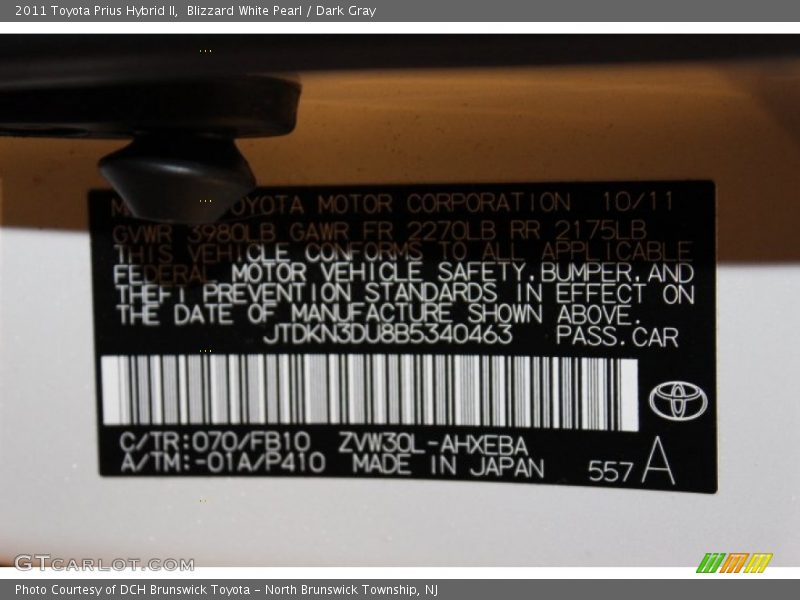 2011 Toyota Prius Hybrid II, Blizzard White Pearl / Dark Gray
TOYOTA MOTOR CORPORATION 10/11
GVWR 3980LB GAWR FR 2270LB RR 2175LB
THIS VEHICLE CONFORMS TO ALL APPLICABLE
FEDERAL MOTOR VEHICLE SAFETY,BUMPER,AND
THEFT PREVENTION STANDARDS IN EFFECT ON
THE DATE OF MANUFACTURE SHOWN ABOVE.
JTDKN3DU8B5340463 PASS.CAR
C/TR:070/FB10 ZVW30L-AHXEBA
A/TM:-01A/P410 MADE IN JAPAN 557 A
GTCARLOT.COM
Photo Courtesy of DCH Brunswick Toyota - North Brunswick Township, NJ